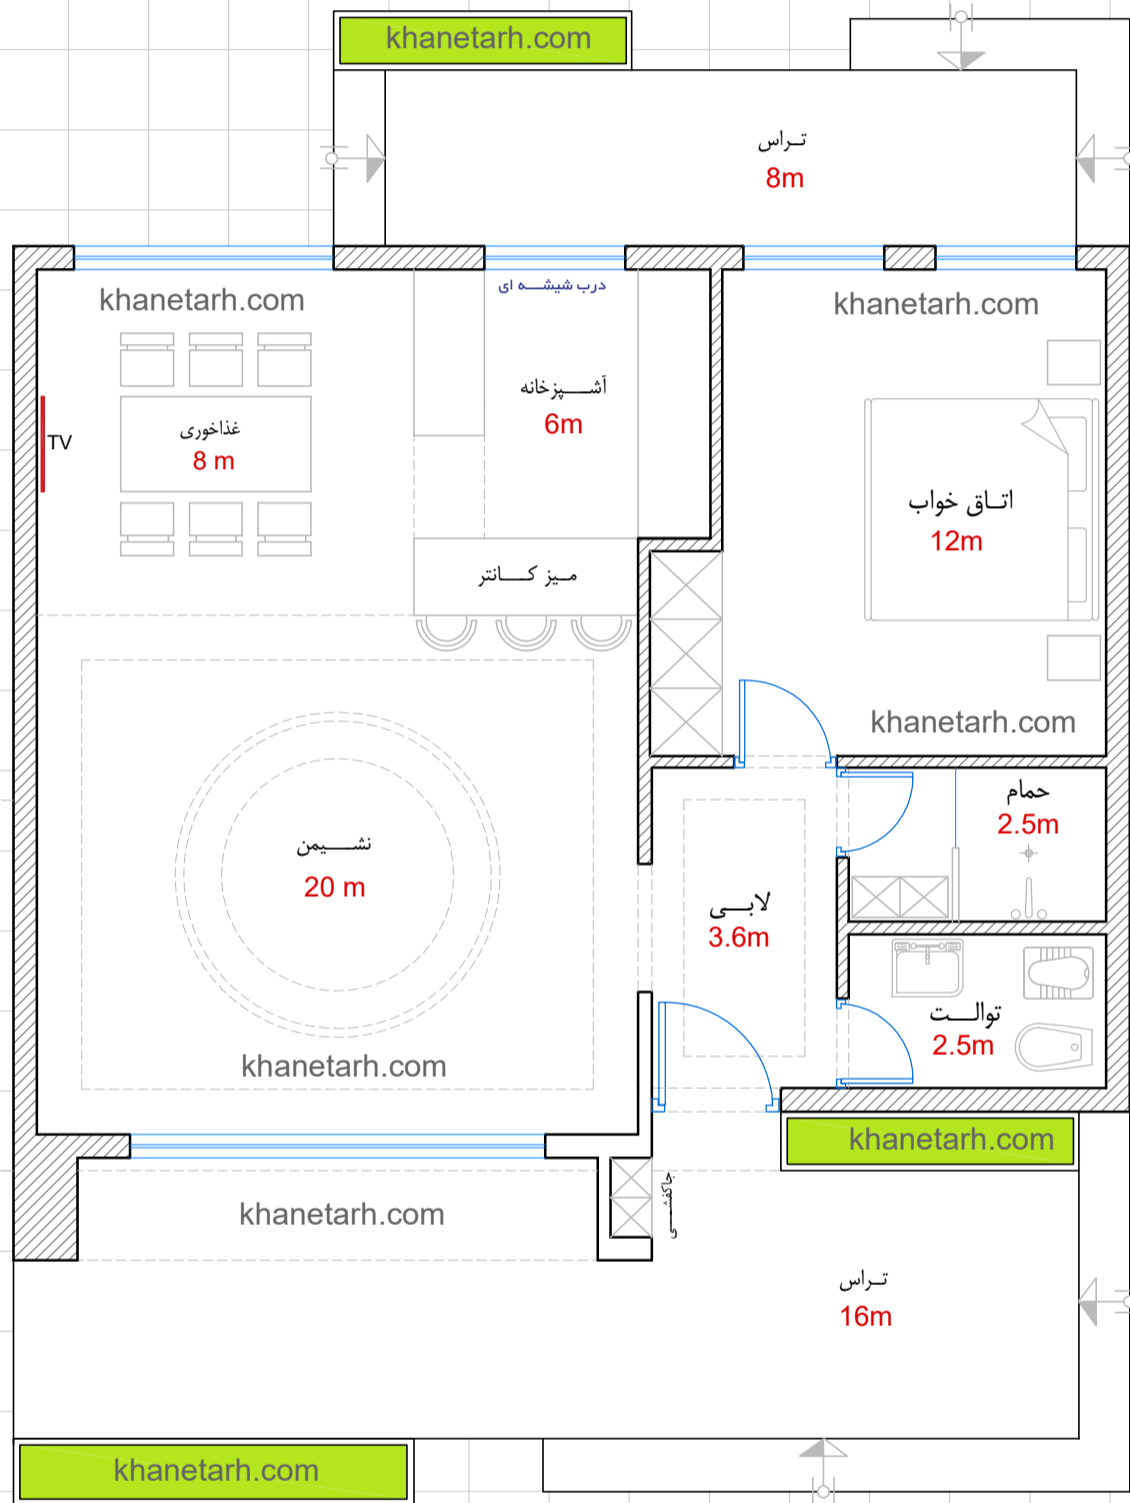 khanetarh.com
تراس
8m
درب شیشه ای
khanetarh.com
khanetarh.com
آشپزخانه
6m
غذاخوری
8 m
TV
اتاق خواب
12m
میز کانتر
khanetarh.com
حمام
2.5m
نشیمن
20 m
لابی
3.6m
توالت
2.5m
khanetarh.com
khanetarh.com
جاکفشی
khanetarh.com
تراس
16m
khanetarh.com